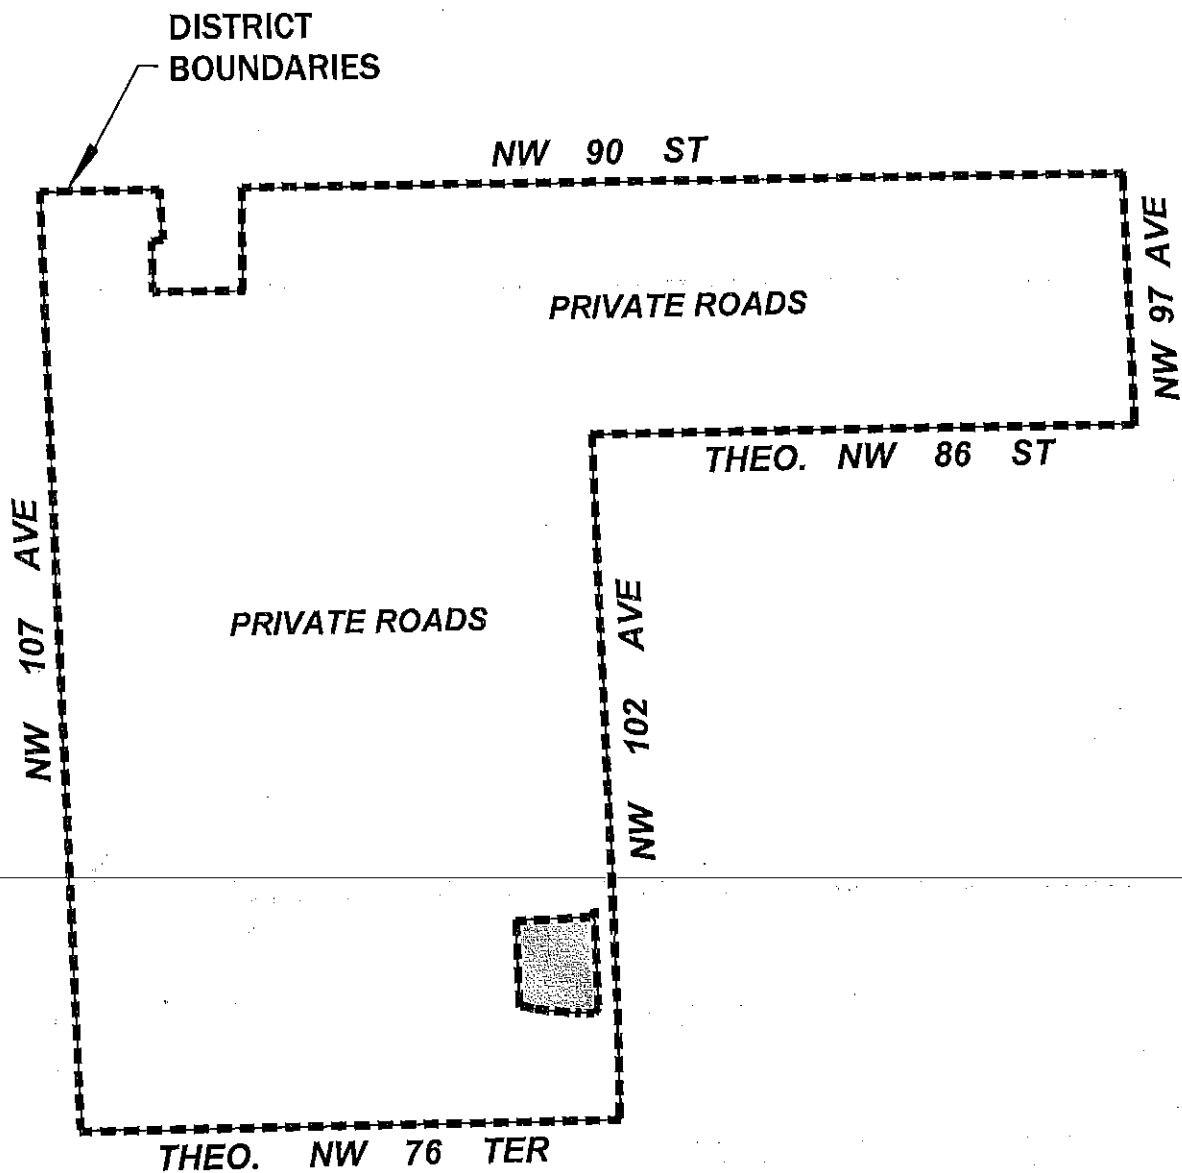 DISTRICT
BOUNDARIES
NW 90 ST
NW 97 AVE
PRIVATE ROADS
THEO. NW 86 ST
NW 107 AVE
PRIVATE ROADS
NW 102 AVE
THEO. NW 76 TER